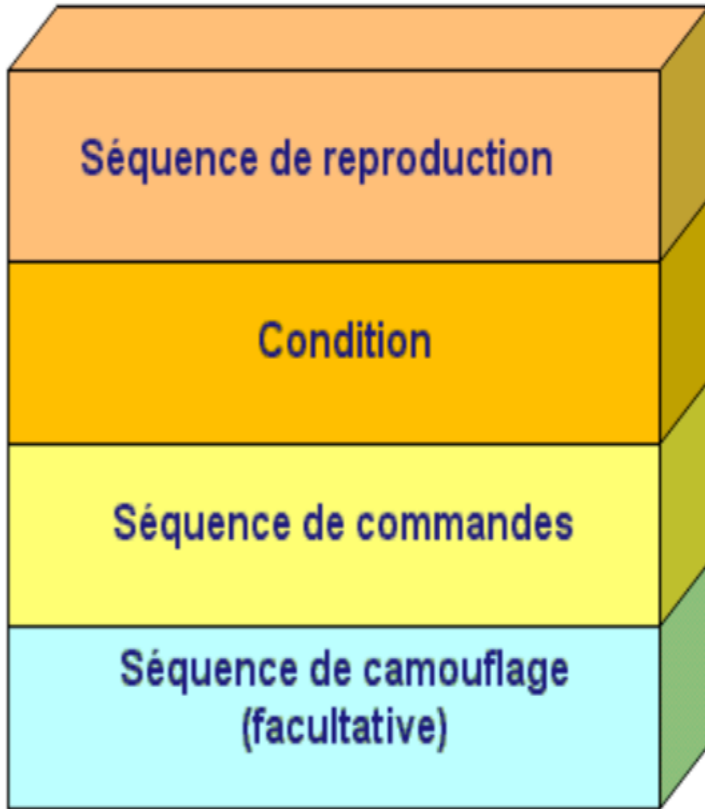 Séquence de reproduction
Condition
Séquence de commandes
Séquence de camouflage
(facultative)